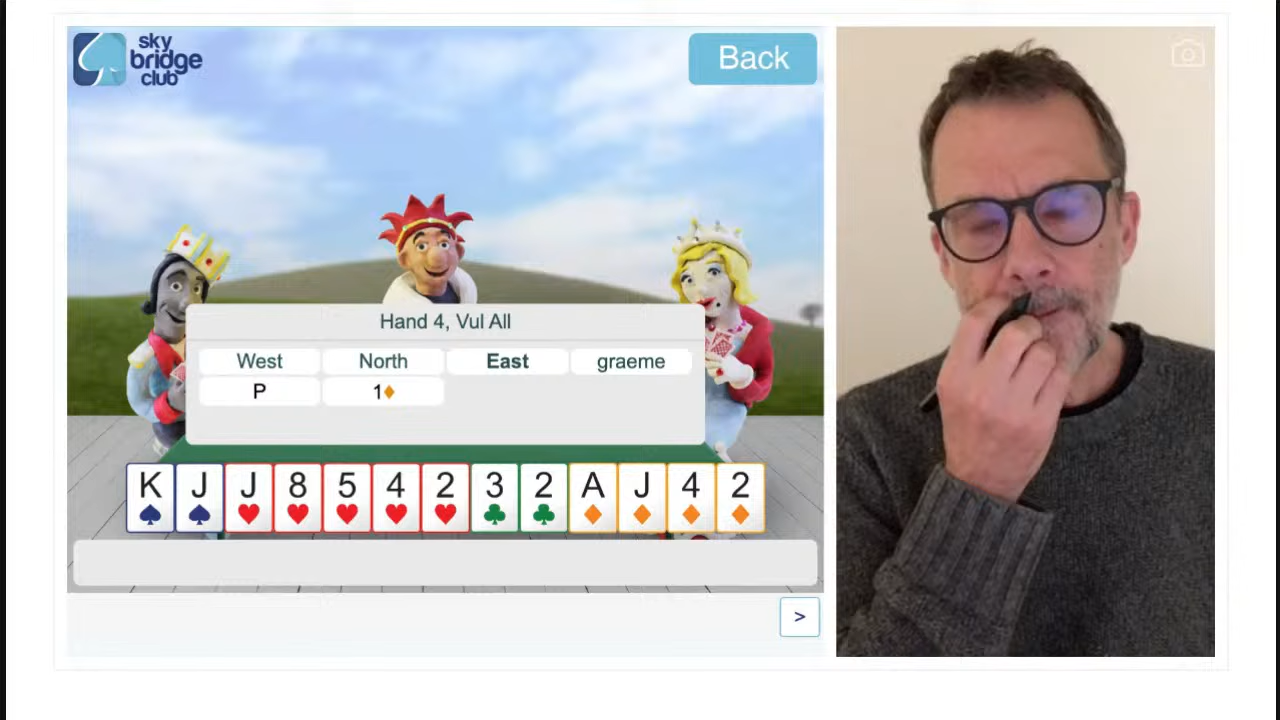 sky
bridge
club
Back
Hand 4, Vul All
West North East graeme
P 1♦
K♠ J♠ J♥ 8♥ 5♥ 4♥ 2♥ 3♣ 2♣ A♦ J♦ 4♦ 2♦
>